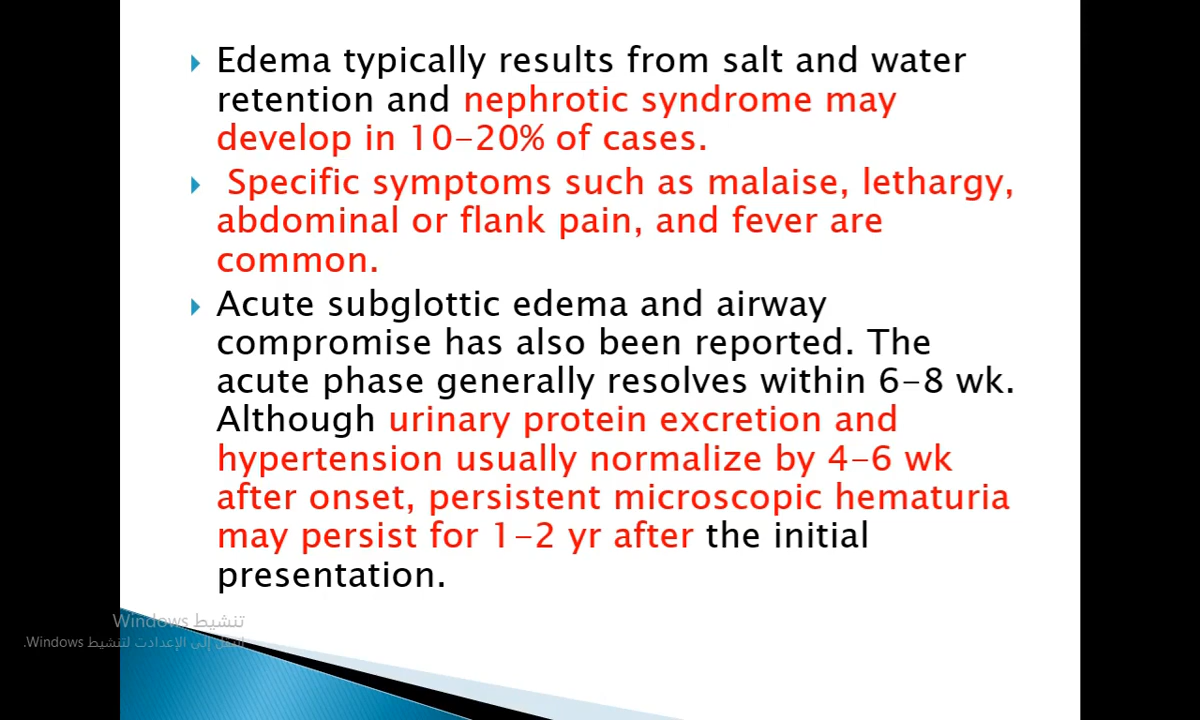 Edema typically results from salt and water
retention and nephrotic syndrome may
develop in 10-20% of cases.
Specific symptoms such as malaise, lethargy,
abdominal or flank pain, and fever are
common.
Acute subglottic edema and airway
compromise has also been reported. The
acute phase generally resolves within 6-8 wk.
Although urinary protein excretion and
hypertension usually normalize by 4-6 wk
after onset, persistent microscopic hematuria
may persist for 1-2 yr after the initial
presentation.
تنشيط Windows
انتقل إلى الإعدادت لتنشيط Windows.